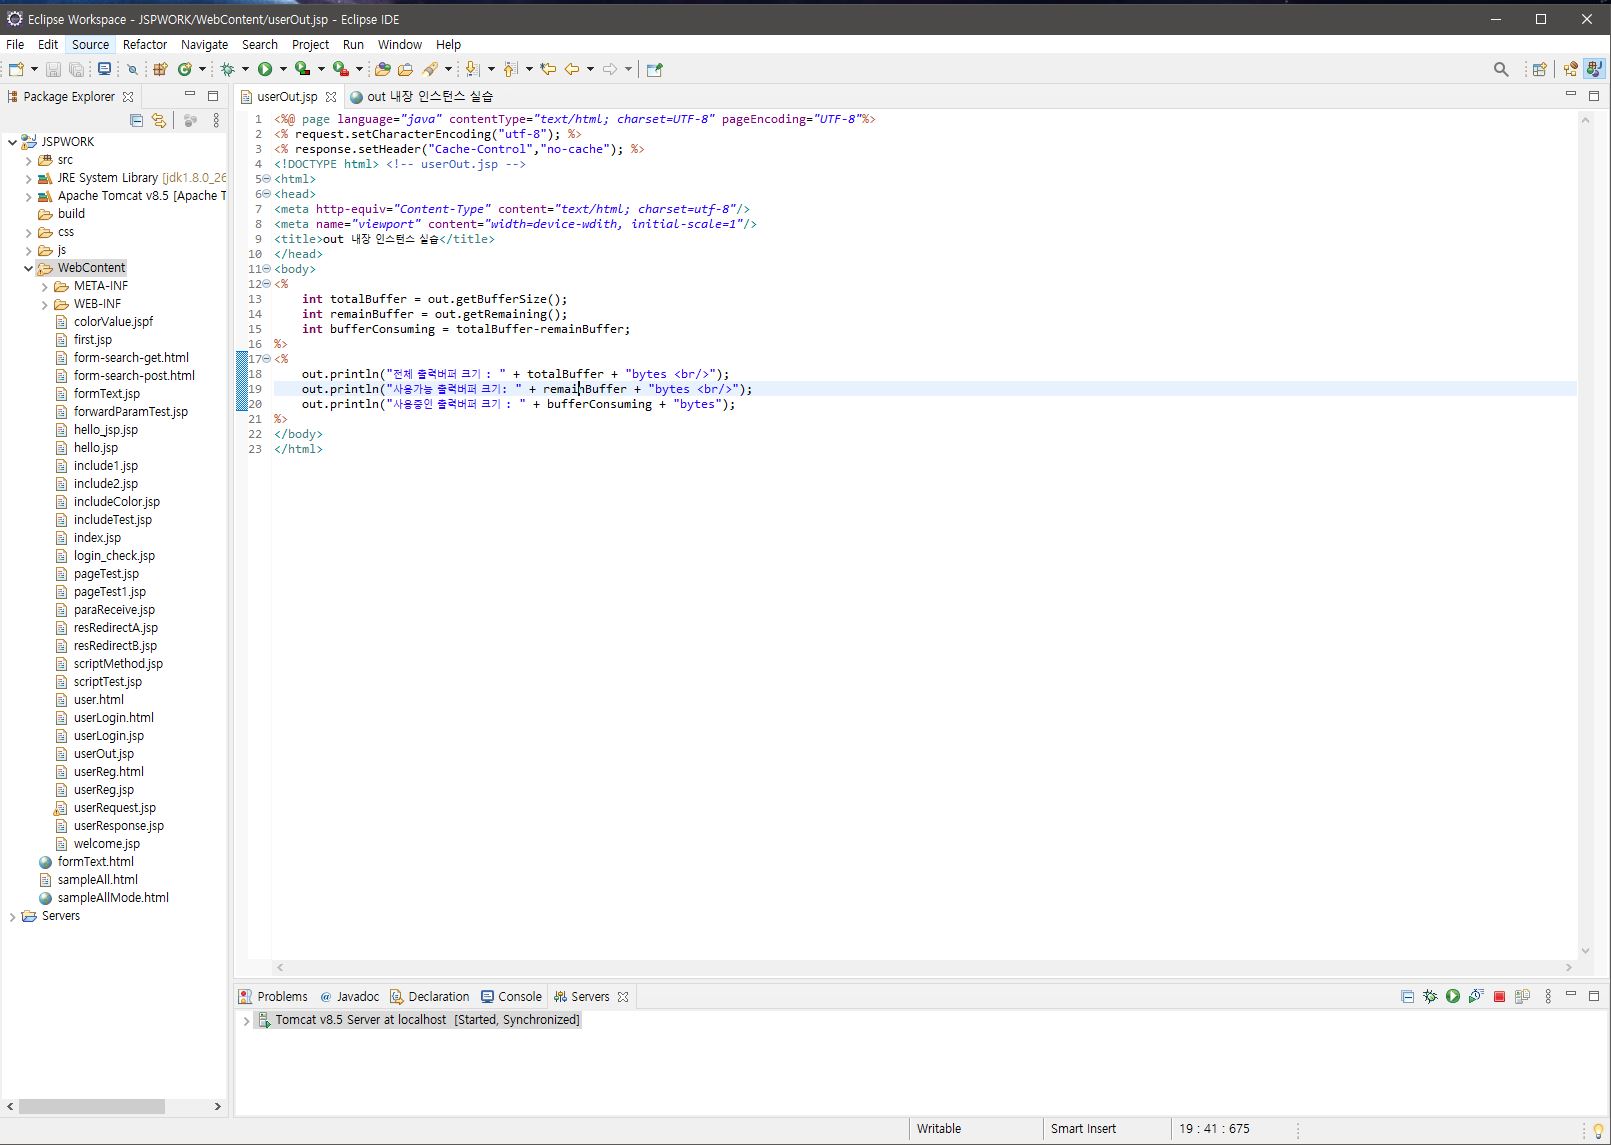 Eclipse Workspace - JSPWORK/WebContent/userOut.jsp - Eclipse IDE
File Edit Source Refactor Navigate Search Project Run Window Help
Package Explorer
JSPWORK
src
JRE System Library [jdk1.8.0_26
Apache Tomcat v8.5 [Apache T
build
css
js
WebContent
META-INF
WEB-INF
colorValue.jspf
first.jsp
form-search-get.html
form-search-post.html
formText.jsp
forwardParamTest.jsp
hello_jsp.jsp
hello.jsp
include1.jsp
include2.jsp
includeColor.jsp
includeTest.jsp
index.jsp
login_check.jsp
pageTest.jsp
pageTest1.jsp
paraReceive.jsp
resRedirectA.jsp
resRedirectB.jsp
scriptMethod.jsp
scriptTest.jsp
user.html
userLogin.html
userLogin.jsp
userOut.jsp
userReg.html
userReg.jsp
userRequest.jsp
userResponse.jsp
welcome.jsp
formText.html
sampleAll.html
sampleAllMode.html
Servers
userOut.jsp out 내장 인스턴스 실습
1 <%@ page language="java" contentType="text/html; charset=UTF-8" pageEncoding="UTF-8"%>
2 <% request.setCharacterEncoding("utf-8"); %>
3 <% response.setHeader("Cache-Control","no-cache"); %>
4 <!DOCTYPE html> <!-- userOut.jsp -->
5 <html>
6 <head>
7 <meta http-equiv="Content-Type" content="text/html; charset=utf-8"/>
8 <meta name="viewport" content="width=device-wdith, initial-scale=1"/>
9 <title>out 내장 인스턴스 실습</title>
10 </head>
11 <body>
12 <%
13 int totalBuffer = out.getBufferSize();
14 int remainBuffer = out.getRemaining();
15 int bufferConsuming = totalBuffer-remainBuffer;
16 %>
17 <%
18 out.println("전체 출력버퍼 크기 : " + totalBuffer + "bytes <br/>");
19 out.println("사용가능 출력버퍼 크기: " + remainBuffer + "bytes <br/>");
20 out.println("사용중인 출력버퍼 크기 : " + bufferConsuming + "bytes");
21 %>
22 </body>
23 </html>
Problems @ Javadoc Declaration Console Servers
Tomcat v8.5 Server at localhost [Started, Synchronized]
Writable Smart Insert 19 : 41 : 675